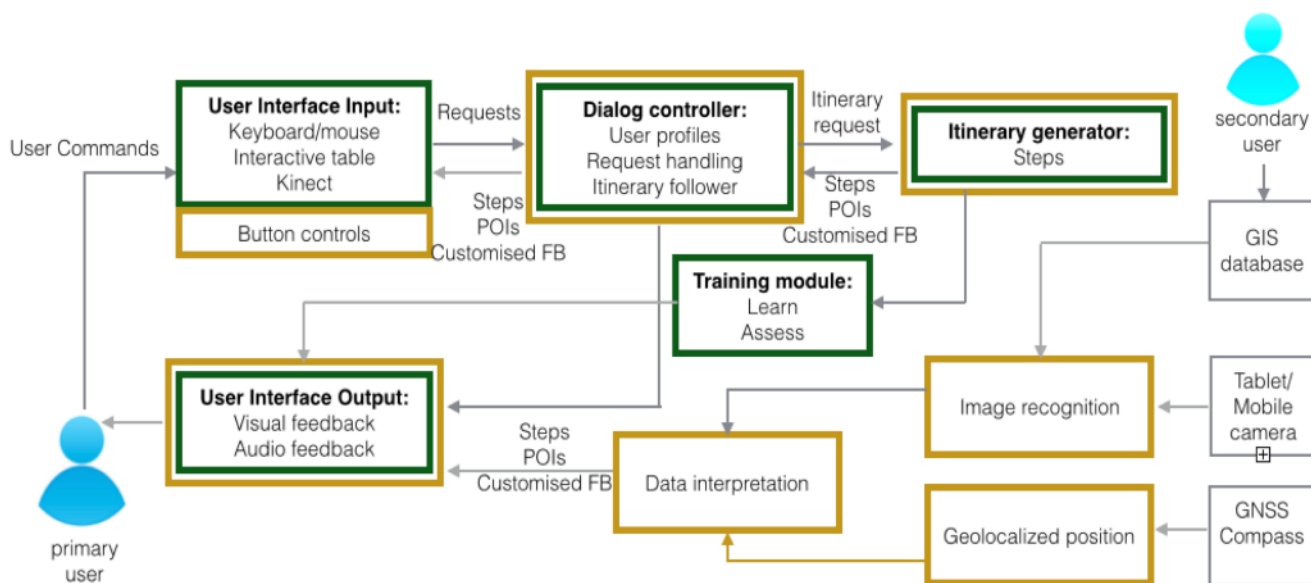 User Commands
User Interface Input:
Keyboard/mouse
Interactive table
Kinect
Button controls
Requests
Steps
POIs
Customised FB
Dialog controller:
User profiles
Request handling
Itinerary follower
Itinerary
request
Steps
POIs
Customised FB
Itinerary generator:
Steps
secondary
user
GIS
database
Training module:
Learn
Assess
User Interface Output:
Visual feedback
Audio feedback
Steps
POIs
Customised FB
Data interpretation
Image recognition
Tablet/
Mobile
camera
Geolocalized position
GNSS
Compass
primary
user